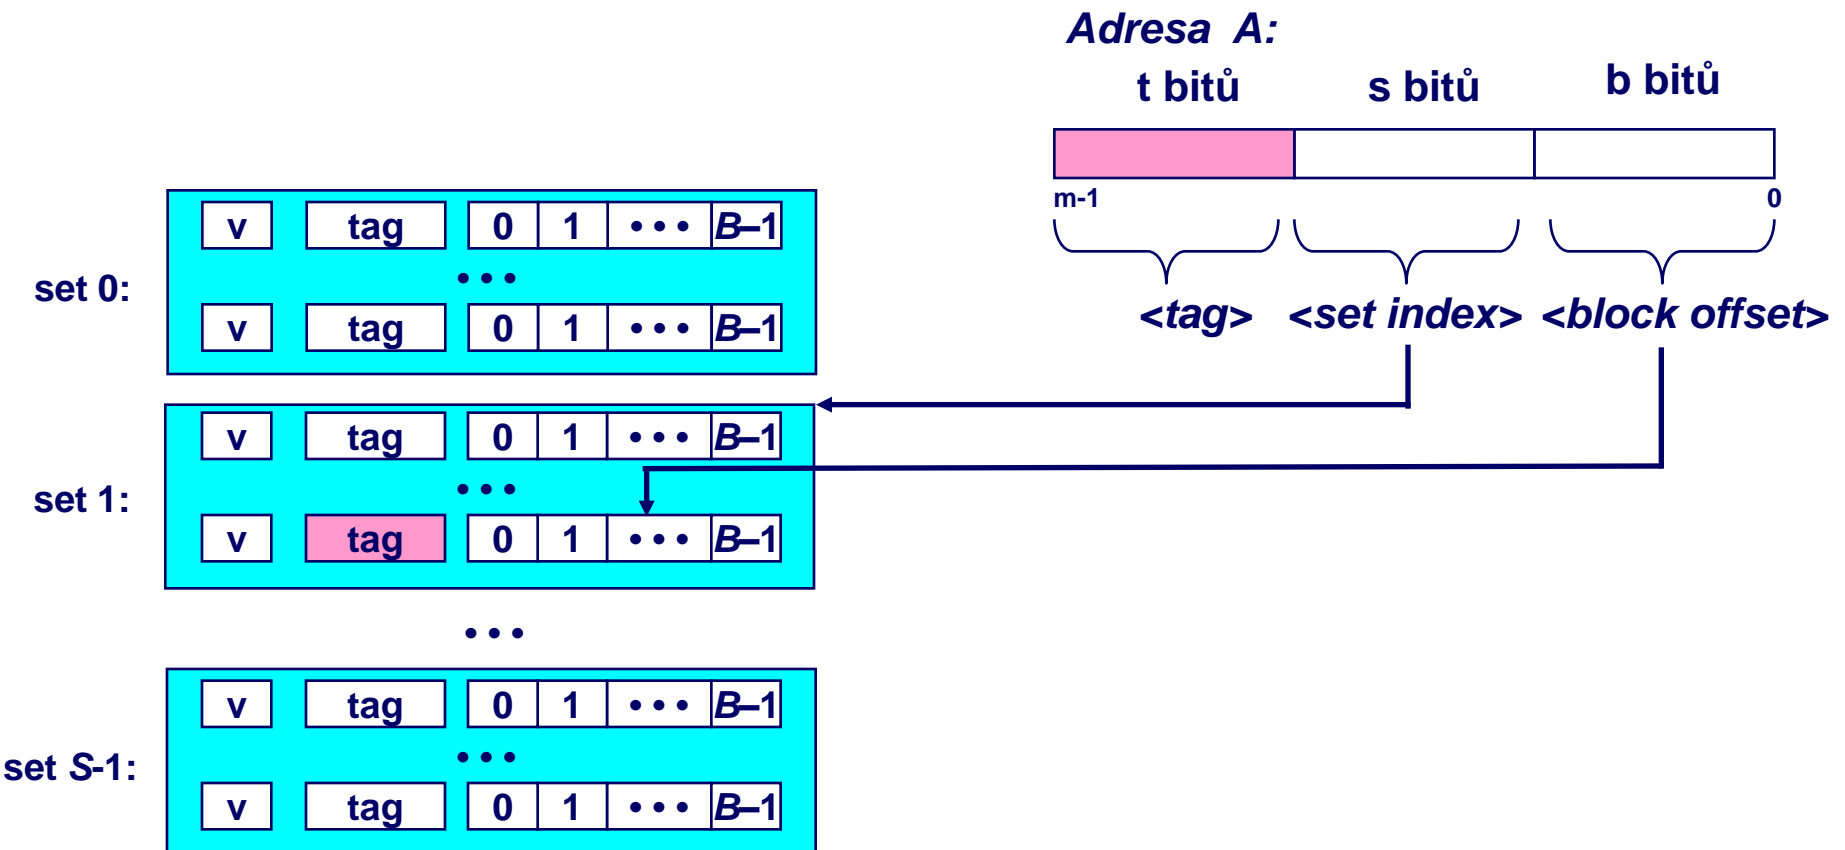 Adresa A:
t bitů s bitů b bitů
m-1 0
<tag> <set index> <block offset>
set 0:
v tag 0 1 ••• B–1
•••
v tag 0 1 ••• B–1
set 1:
v tag 0 1 ••• B–1
•••
v tag 0 1 ••• B–1
•••
set S-1:
v tag 0 1 ••• B–1
•••
v tag 0 1 ••• B–1